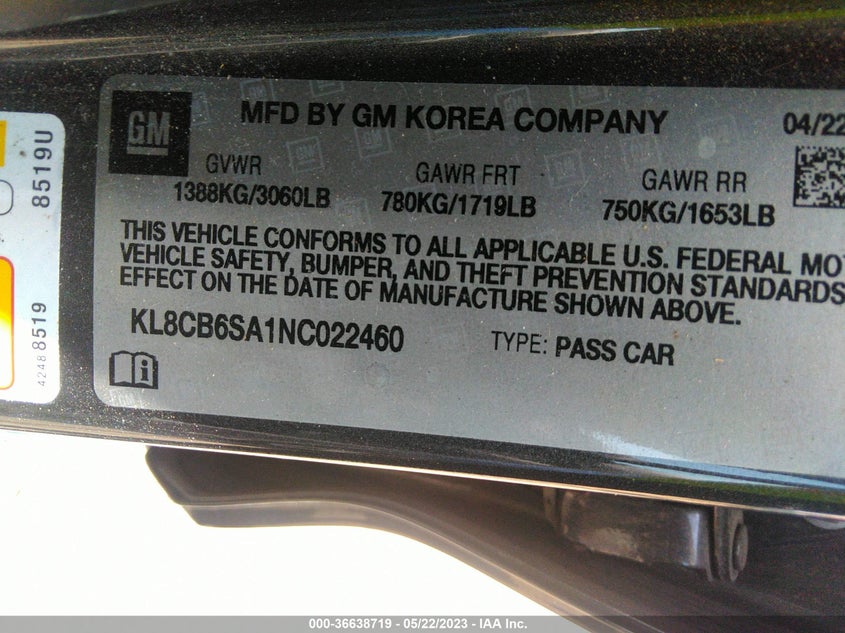 GM
MFD BY GM KOREA COMPANY
04/22
GVWR
GAWR FRT
GAWR RR
1388KG/3060LB
780KG/1719LB
750KG/1653LB
THIS VEHICLE CONFORMS TO ALL APPLICABLE U.S. FEDERAL MOT
VEHICLE SAFETY, BUMPER, AND THEFT PREVENTION STANDARDS
EFFECT ON THE DATE OF MANUFACTURE SHOWN ABOVE.
KL8CB6SA1NC022460
TYPE: PASS CAR
8519U
42488519
000-36638719 - 05/22/2023 - IAA Inc.